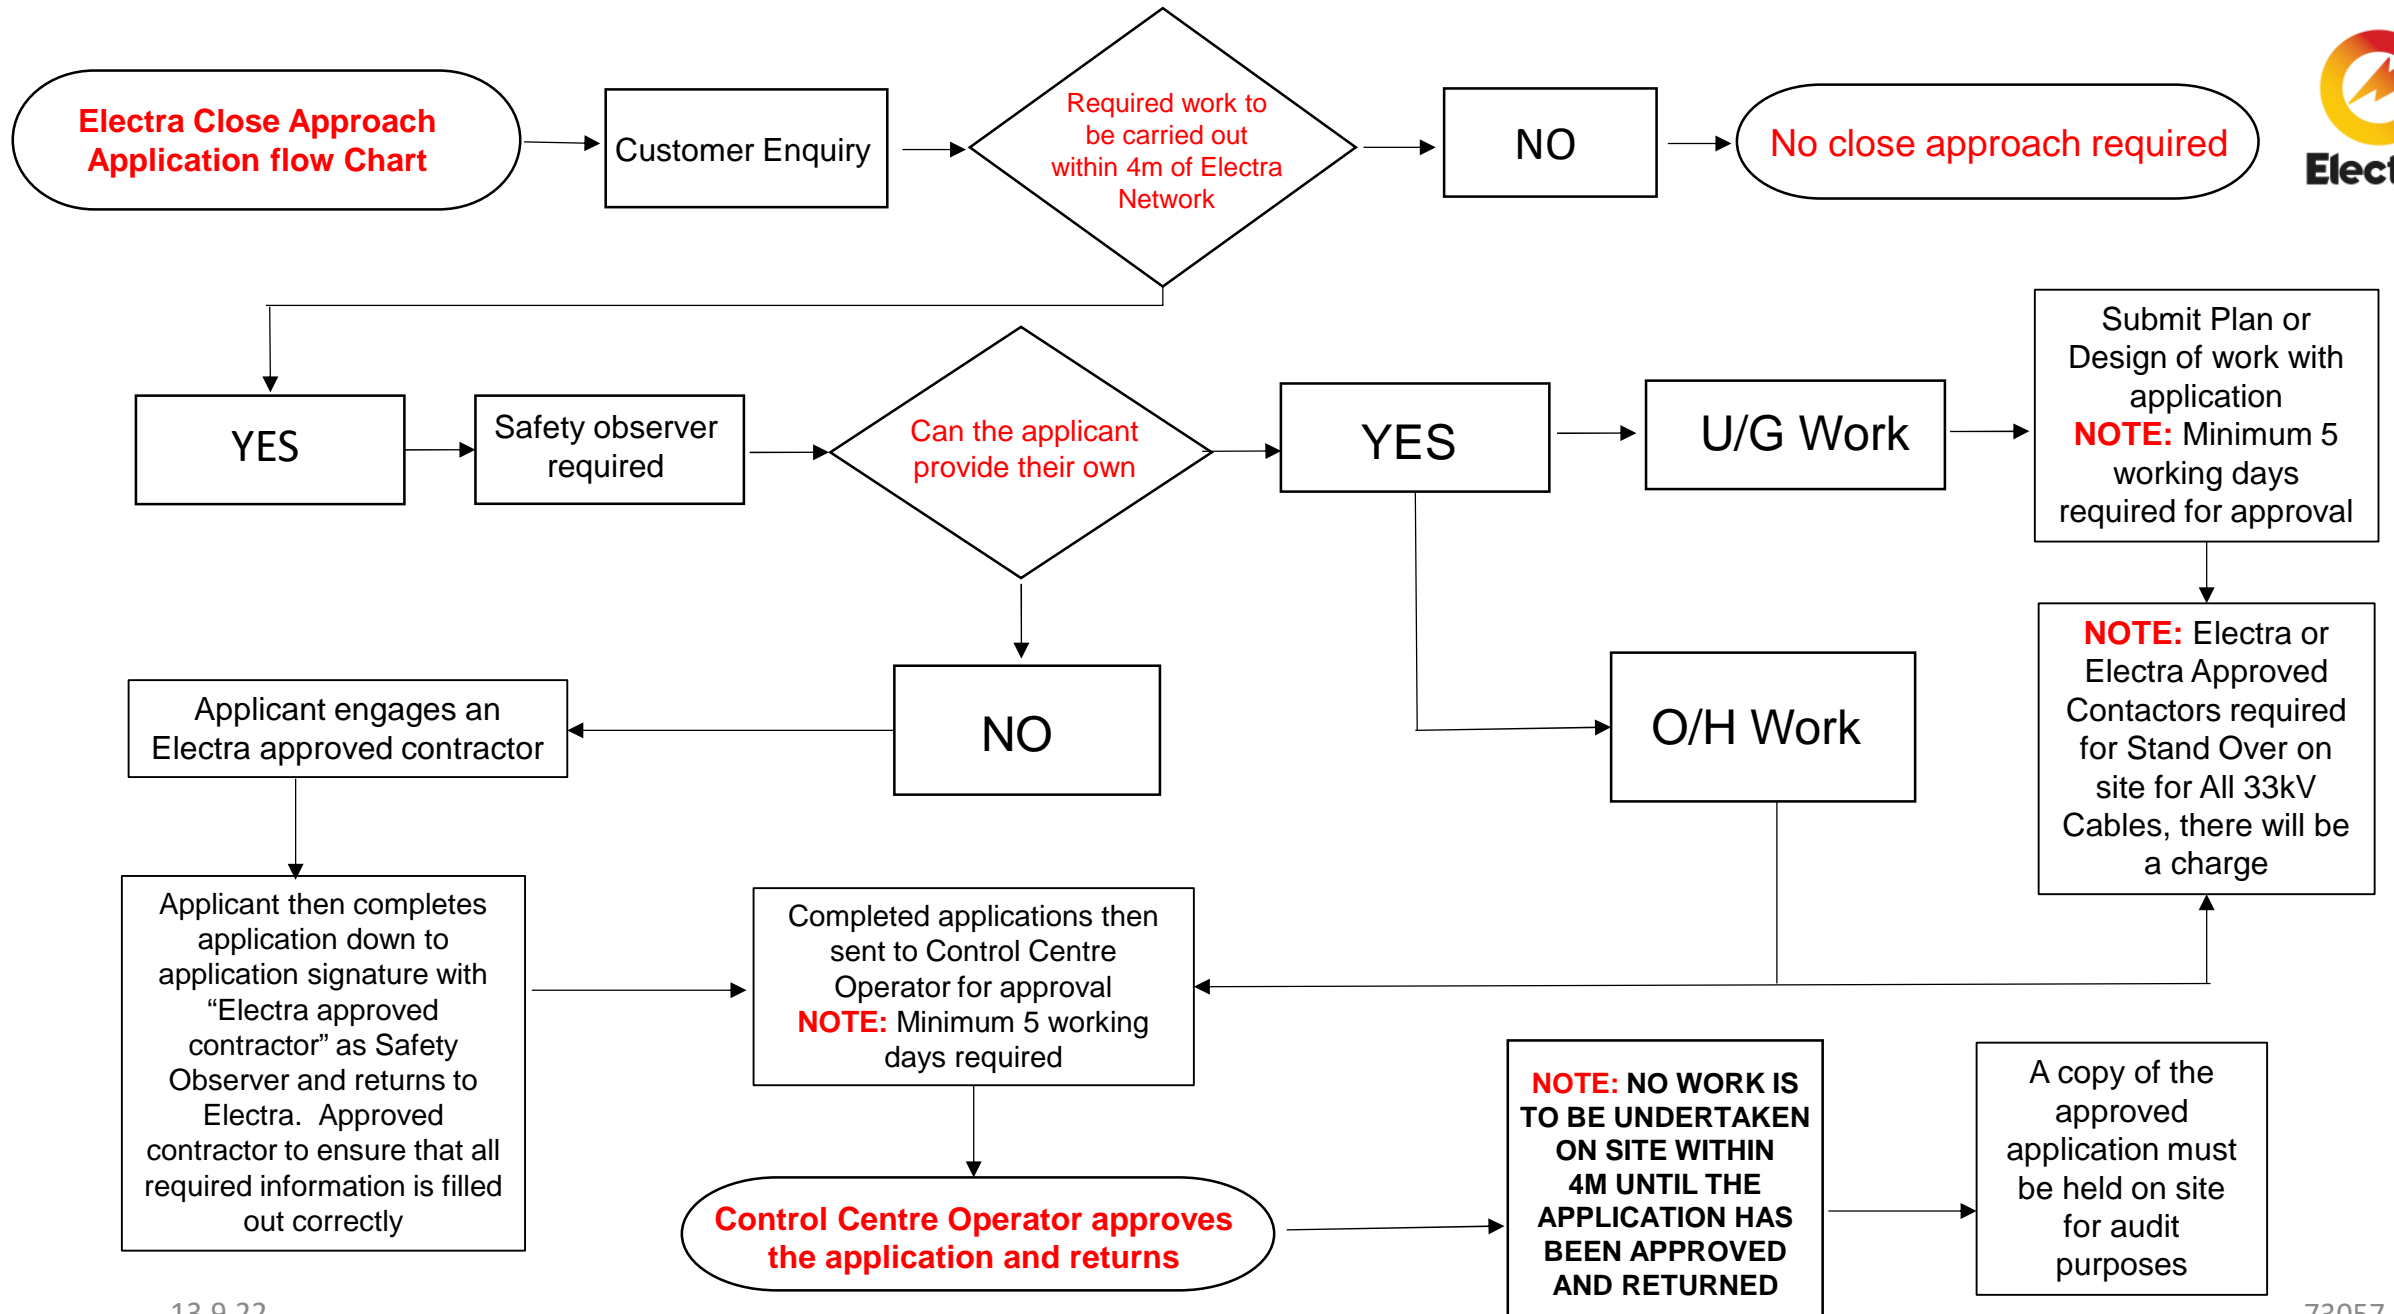 Electra Close Approach
Application flow Chart
Customer Enquiry
Required work to
be carried out
within 4m of Electra
Network
NO
No close approach required
Elect
YES
Safety observer
required
Can the applicant
provide their own
YES
U/G Work
Submit Plan or
Design of work with
application
NOTE: Minimum 5
working days
required for approval
NOTE: Electra or
Electra Approved
Contactors required
for Stand Over on
site for All 33kV
Cables, there will be
a charge
O/H Work
NO
Applicant engages an
Electra approved contractor
Applicant then completes
application down to
application signature with
“Electra approved
contractor” as Safety
Observer and returns to
Electra.  Approved
contractor to ensure that all
required information is filled
out correctly
Completed applications then
sent to Control Centre
Operator for approval
NOTE: Minimum 5 working
days required
Control Centre Operator approves
the application and returns
NOTE: NO WORK IS
TO BE UNDERTAKEN
ON SITE WITHIN
4M UNTIL THE
APPLICATION HAS
BEEN APPROVED
AND RETURNED
A copy of the
approved
application must
be held on site
for audit
purposes
13.9.22
73057